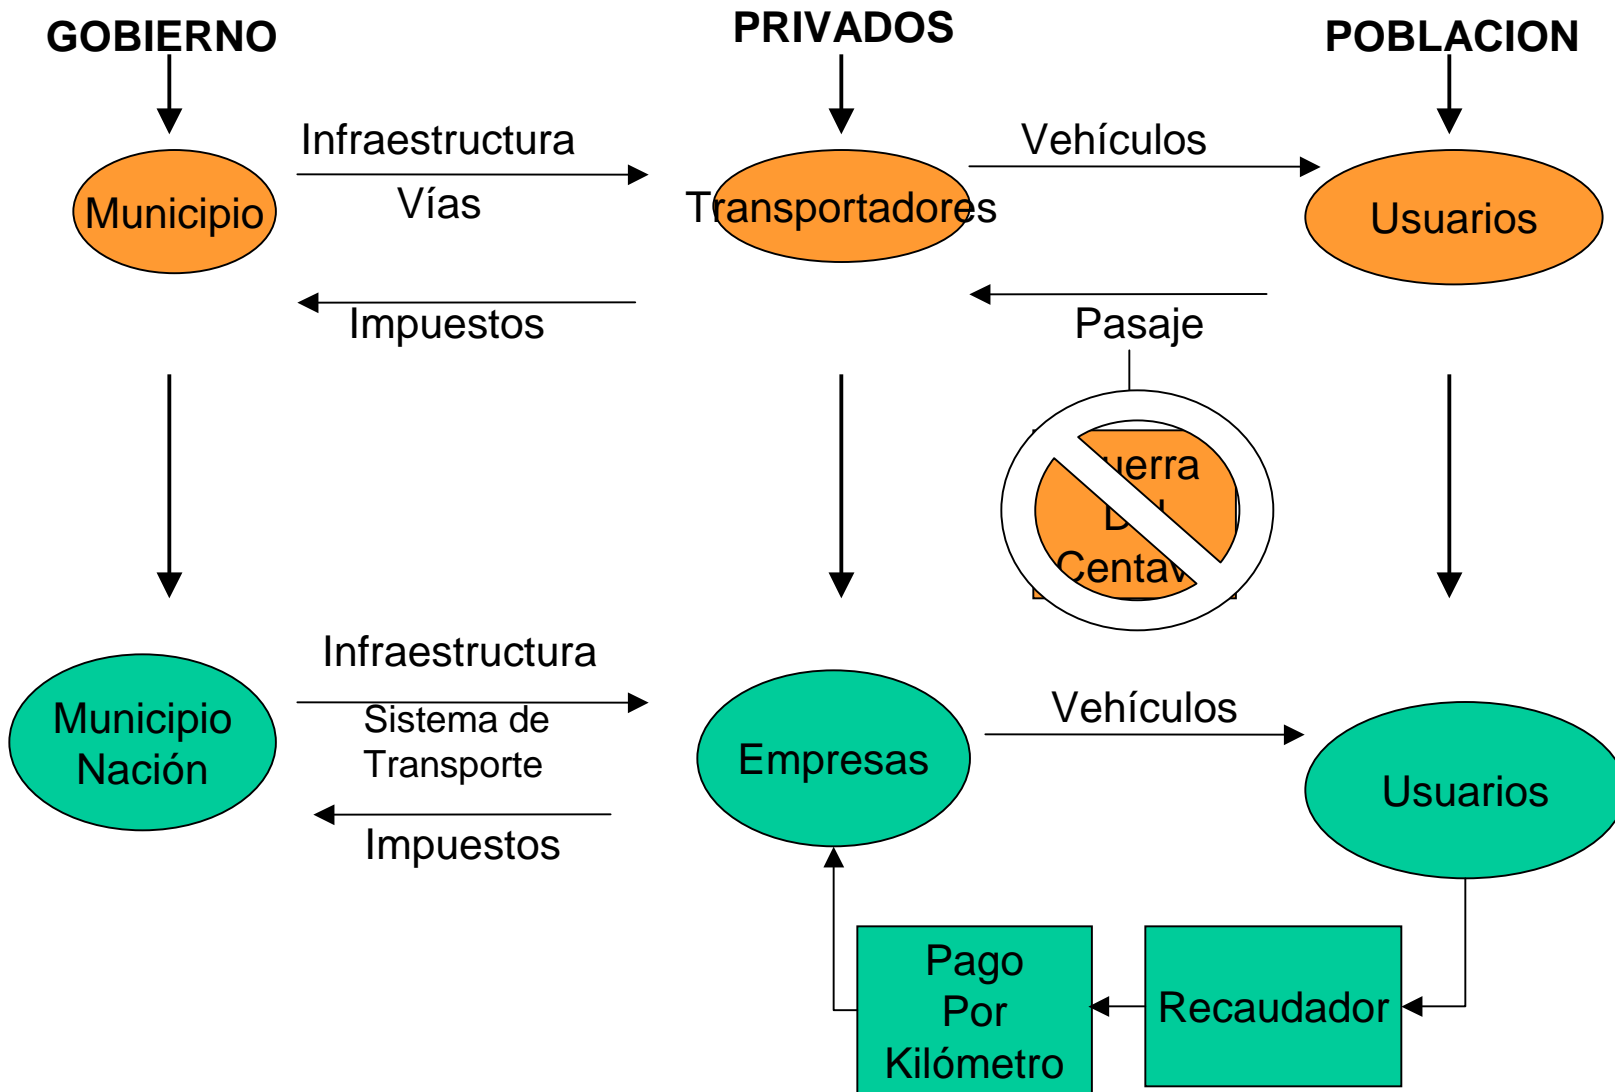 GOBIERNO
PRIVADOS
POBLACION
Infraestructura
Vías
Vehículos
Municipio
Transportadores
Usuarios
Impuestos
Pasaje
Centav
Infraestructura
Sistema de
Transporte
Vehículos
Municipio
Nación
Empresas
Usuarios
Impuestos
Pago
Por
Kilómetro
Recaudador